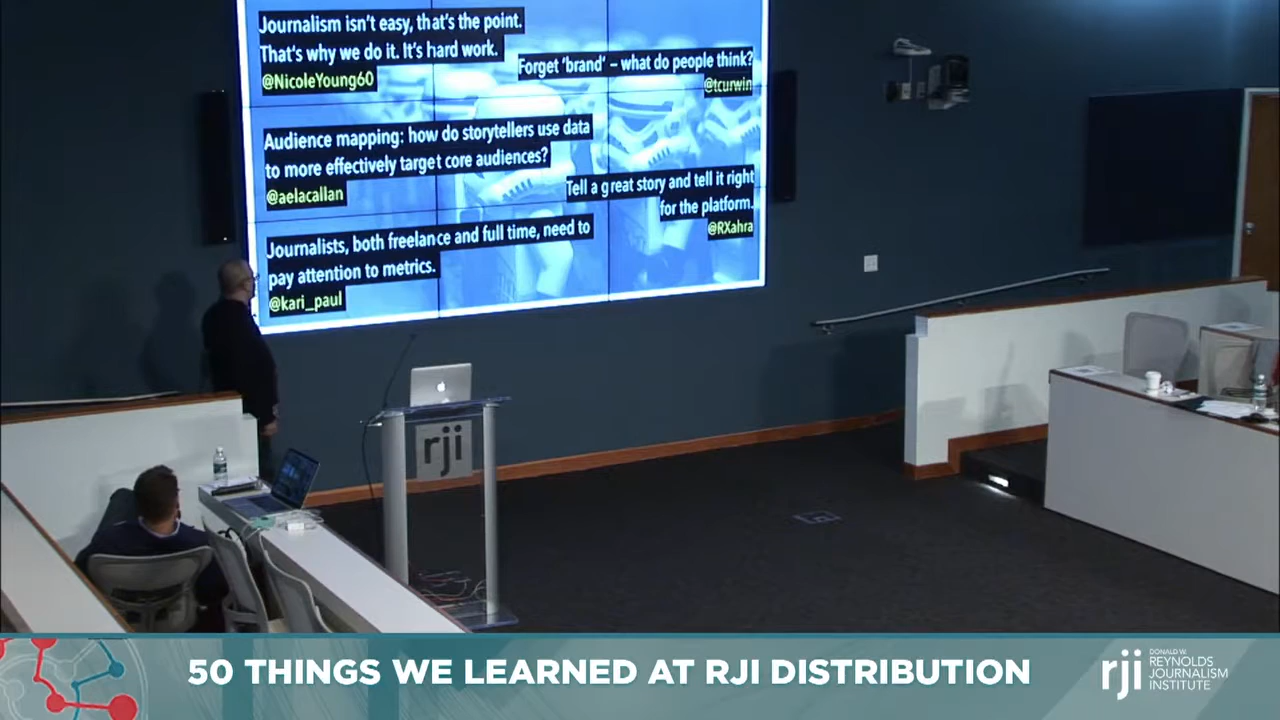 Journalism isn't easy, that's the point.
That's why we do it. It's hard work.
@NicoleYoung60
Forget 'brand' – what do people think?
@tcurwin
Audience mapping: how do storytellers use data
to more effectively target core audiences?
@aelacallan
Tell a great story and tell it right
for the platform.
@RXahra
Journalists, both freelance and full time, need to
pay attention to metrics.
@kari_paul
rji
50 THINGS WE LEARNED AT RJI DISTRIBUTION
rji
DONALD W.
REYNOLDS
JOURNALISM
INSTITUTE